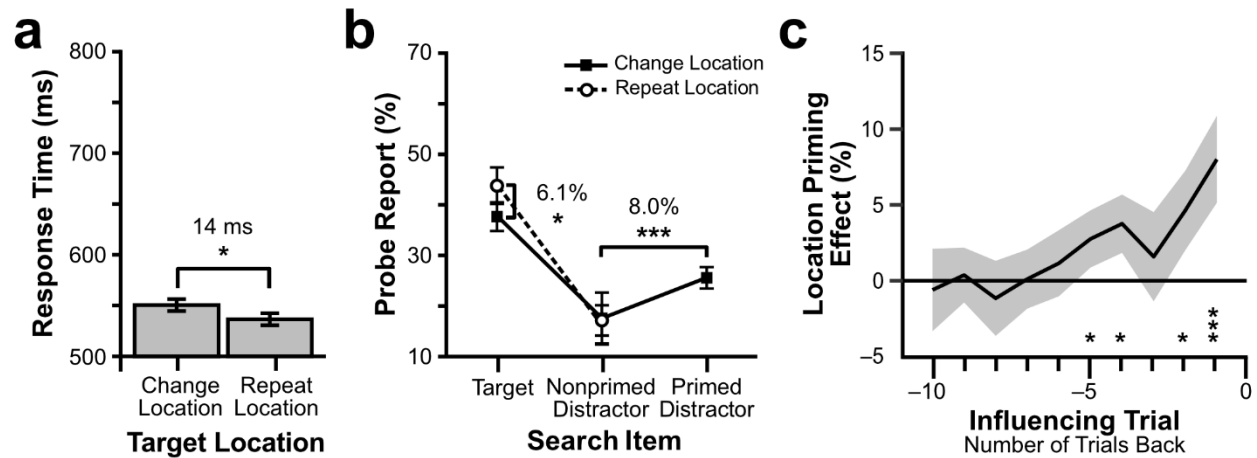 a
Response Time (ms)
800
700
600
500
14 ms
*
Change
Location
Repeat
Location
Target Location
b
Probe Report (%)
70
50
30
10
Change Location
Repeat Location
6.1%
*
8.0%
***
Target
Nonprimed
Distractor
Primed
Distractor
Search Item
c
Location Priming
Effect (%)
15
10
5
0
–5
* * * ***
–10
–5
0
Influencing Trial
Number of Trials Back